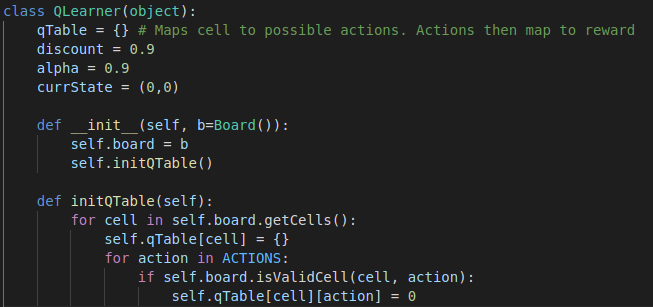 class QLearner(object):
    qTable = {} # Maps cell to possible actions. Actions then map to reward
    discount = 0.9
    alpha = 0.9
    currState = (0,0)

    def __init__(self, b=Board()):
        self.board = b
        self.initQTable()

    def initQTable(self):
        for cell in self.board.getCells():
            self.qTable[cell] = {}
            for action in ACTIONS:
                if self.board.isValidCell(cell, action):
                    self.qTable[cell][action] = 0